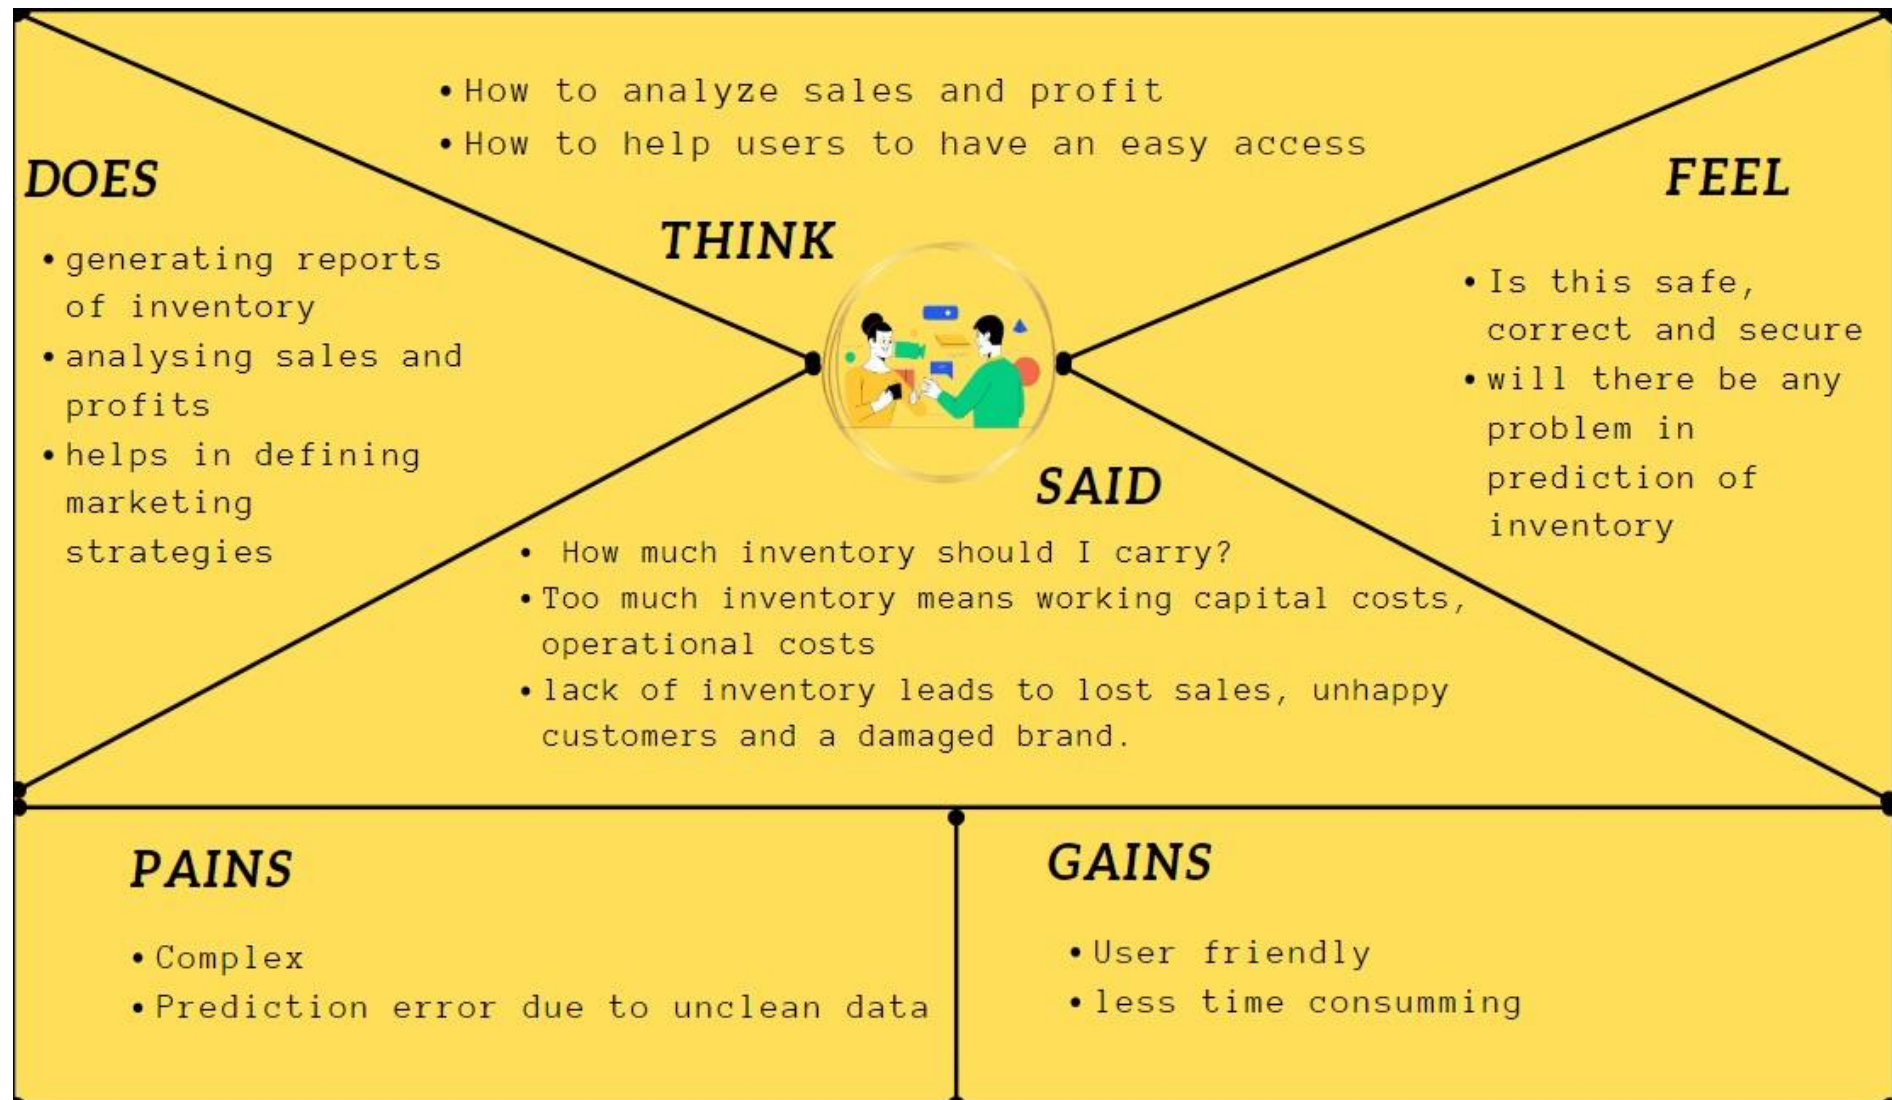 • How to analyze sales and profit
• How to help users to have an easy access
THINK
DOES
• generating reports
of inventory
• analysing sales and
profits
• helps in defining
marketing
strategies
FEEL
• Is this safe,
correct and secure
• will there be any
problem in
prediction of
inventory
SAID
• How much inventory should I carry?
• Too much inventory means working capital costs,
operational costs
• lack of inventory leads to lost sales, unhappy
customers and a damaged brand.
PAINS
• Complex
• Prediction error due to unclean data
GAINS
• User friendly
• less time consumming